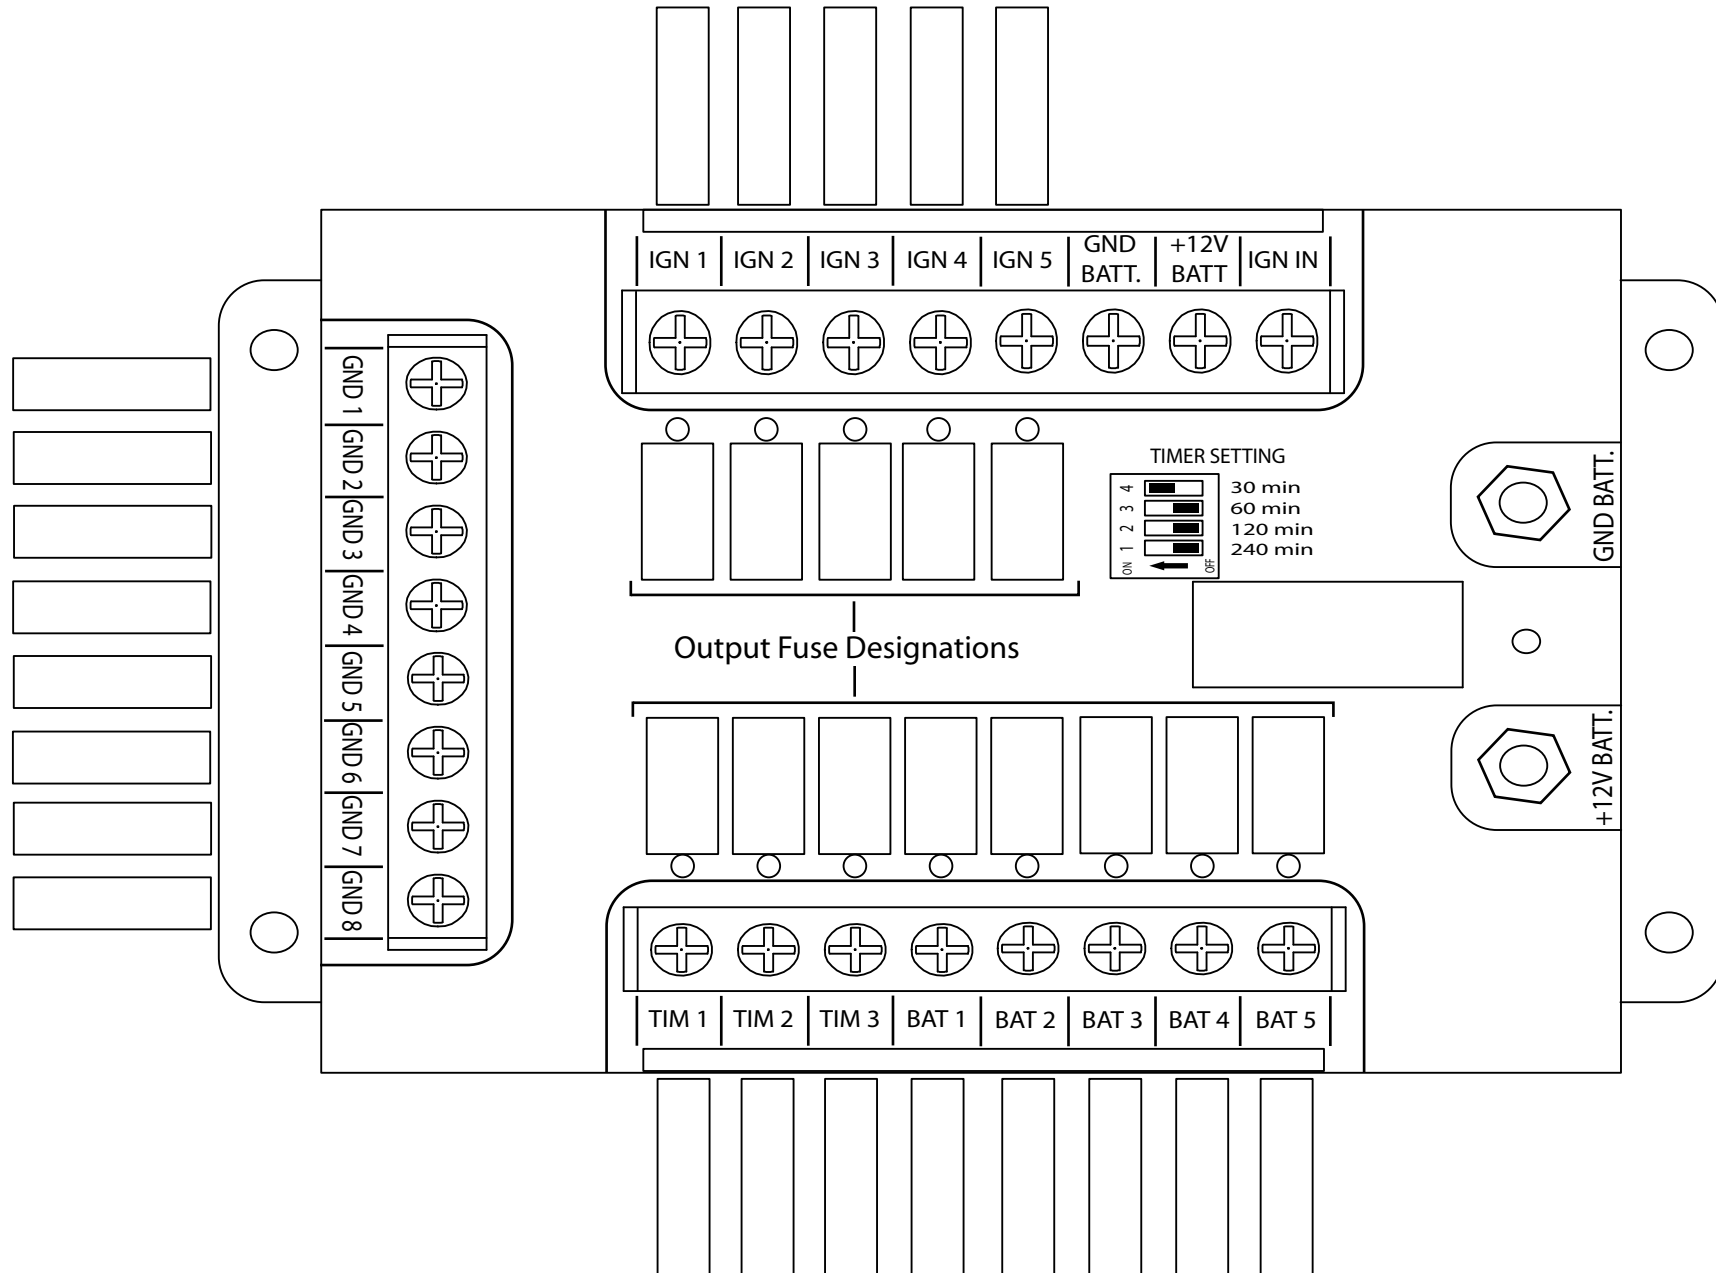 IGN 1 IGN 2 IGN 3 IGN 4 IGN 5 GND BATT. +12V BATT IGN IN
GND 1
GND 2
GND 3
GND 4
GND 5
GND 6
GND 7
GND 8
TIMER SETTING
4 30 min
3 60 min
2 120 min
1 240 min
ON OFF
GND BATT.
Output Fuse Designations
+12V BATT.
TIM 1 TIM 2 TIM 3 BAT 1 BAT 2 BAT 3 BAT 4 BAT 5